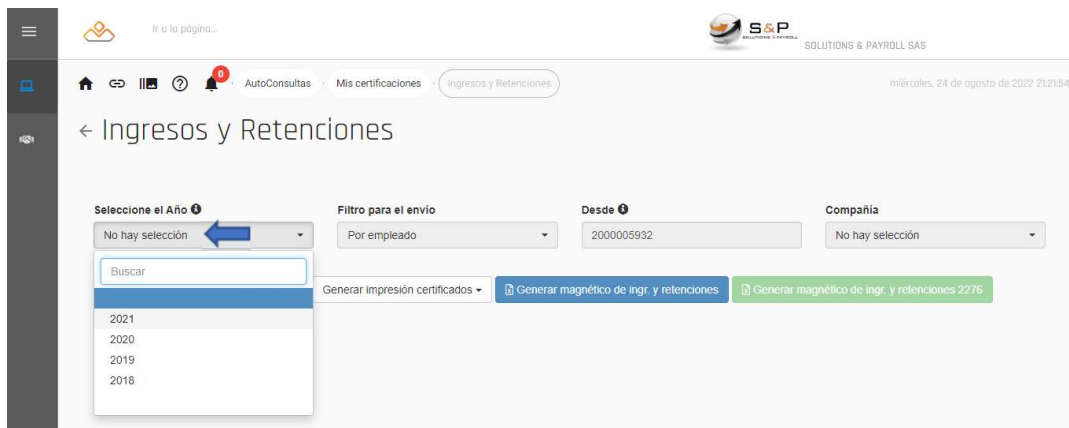 Ir a la página...
S&P
SOLUTIONS & PAYROLL
SOLUTIONS & PAYROLL SAS
0
AutoConsultas · Mis certificaciones · Ingresos y Retenciones
miércoles, 24 de agosto de 2022 21:21:54
← Ingresos y Retenciones
Seleccione el Año Filtro para el envío Desde Compañía
No hay selección Por empleado 2000005932 No hay selección
Buscar
Generar impresión certificados Generar magnético de ingr. y retenciones Generar magnético de ingr. y retenciones 2276
2021
2020
2019
2018